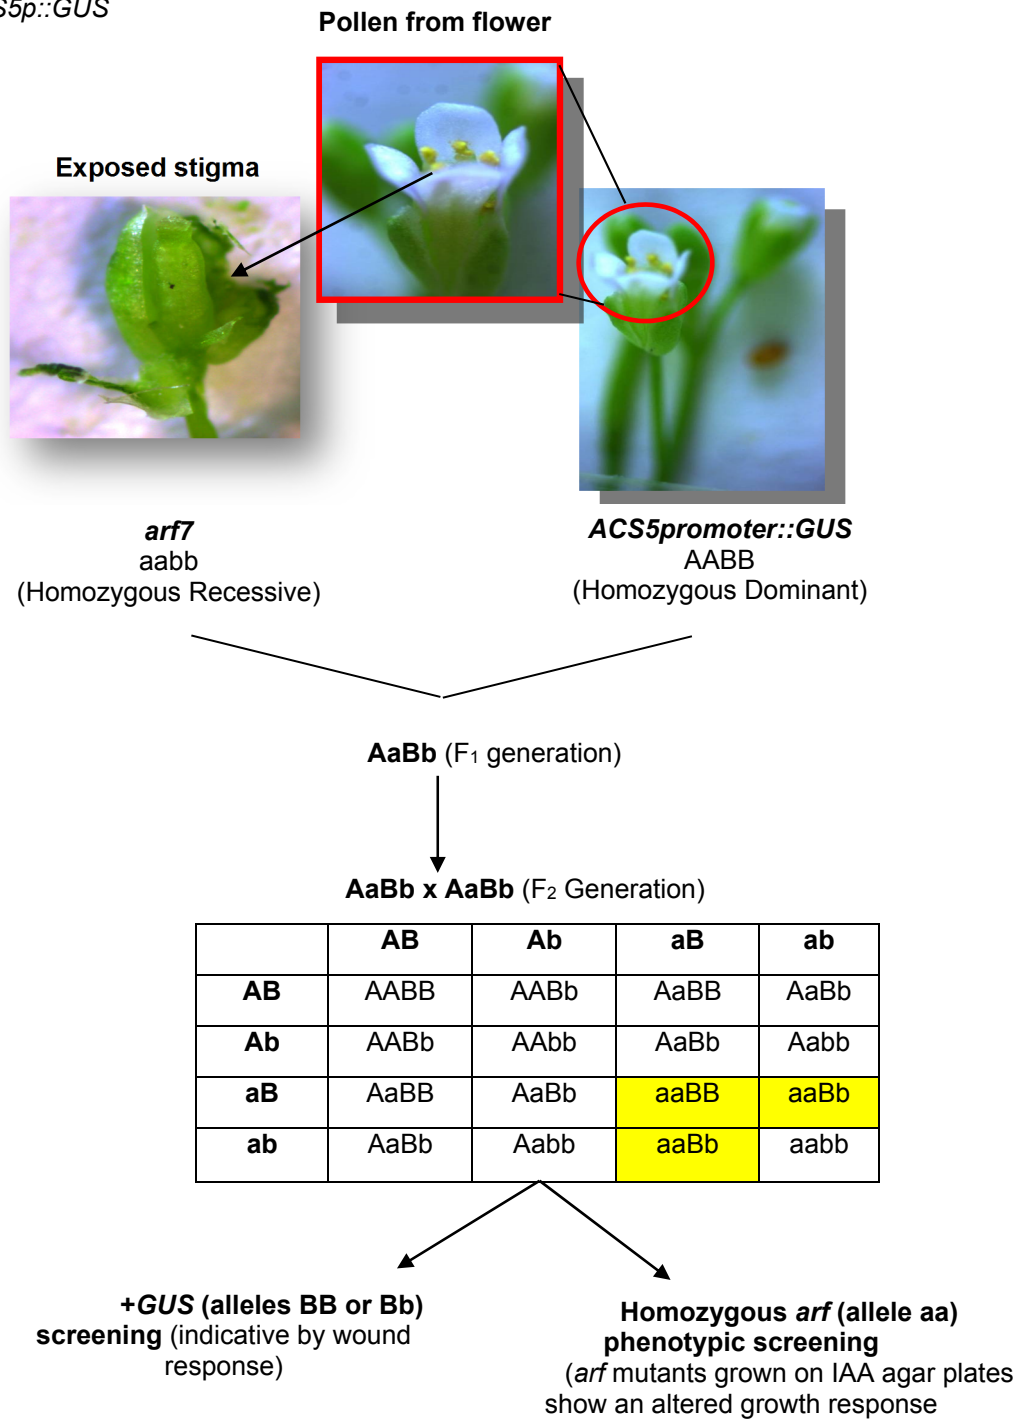 S5p::GUS
Pollen from flower
Exposed stigma
arf7
aabb
(Homozygous Recessive)
ACS5promoter::GUS
AABB
(Homozygous Dominant)
AaBb (F1 generation)
AaBb x AaBb (F2 Generation)
AB Ab aB ab
AB AABB AABb AaBB AaBb
Ab AABb AAbb AaBb Aabb
aB AaBB AaBb aaBB aaBb
ab AaBb Aabb aaBb aabb
+GUS (alleles BB or Bb)
screening (indicative by wound
response)
Homozygous arf (allele aa)
phenotypic screening
(arf mutants grown on IAA agar plates
show an altered growth response